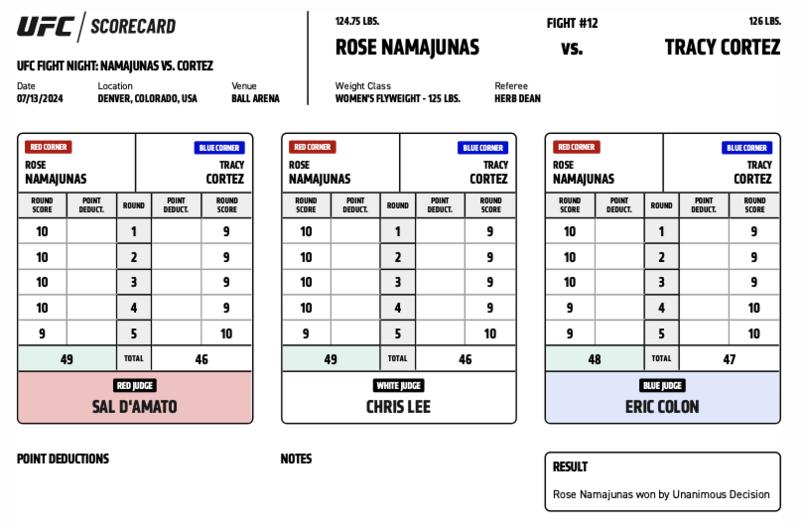 UFC / SCORECARD
UFC FIGHT NIGHT: NAMAJUNAS VS. CORTEZ
Date Location Venue
07/13/2024 DENVER, COLORADO, USA BALL ARENA
124.75 LBS. FIGHT #12 126 LBS.
ROSE NAMAJUNAS VS. TRACY CORTEZ
Weight Class Referee
WOMEN'S FLYWEIGHT - 125 LBS. HERB DEAN
RED CORNER BLUE CORNER
ROSE TRACY
NAMAJUNAS CORTEZ
ROUND SCORE POINT DEDUCT. ROUND POINT DEDUCT. ROUND SCORE
10 1 9
10 2 9
10 3 9
10 4 9
9 5 10
49 TOTAL 46
RED JUDGE
SAL D'AMATO
RED CORNER BLUE CORNER
ROSE TRACY
NAMAJUNAS CORTEZ
ROUND SCORE POINT DEDUCT. ROUND POINT DEDUCT. ROUND SCORE
10 1 9
10 2 9
10 3 9
10 4 9
9 5 10
49 TOTAL 46
WHITE JUDGE
CHRIS LEE
RED CORNER BLUE CORNER
ROSE TRACY
NAMAJUNAS CORTEZ
ROUND SCORE POINT DEDUCT. ROUND POINT DEDUCT. ROUND SCORE
10 1 9
10 2 9
10 3 9
9 4 10
9 5 10
48 TOTAL 47
BLUE JUDGE
ERIC COLON
POINT DEDUCTIONS
NOTES
RESULT
Rose Namajunas won by Unanimous Decision